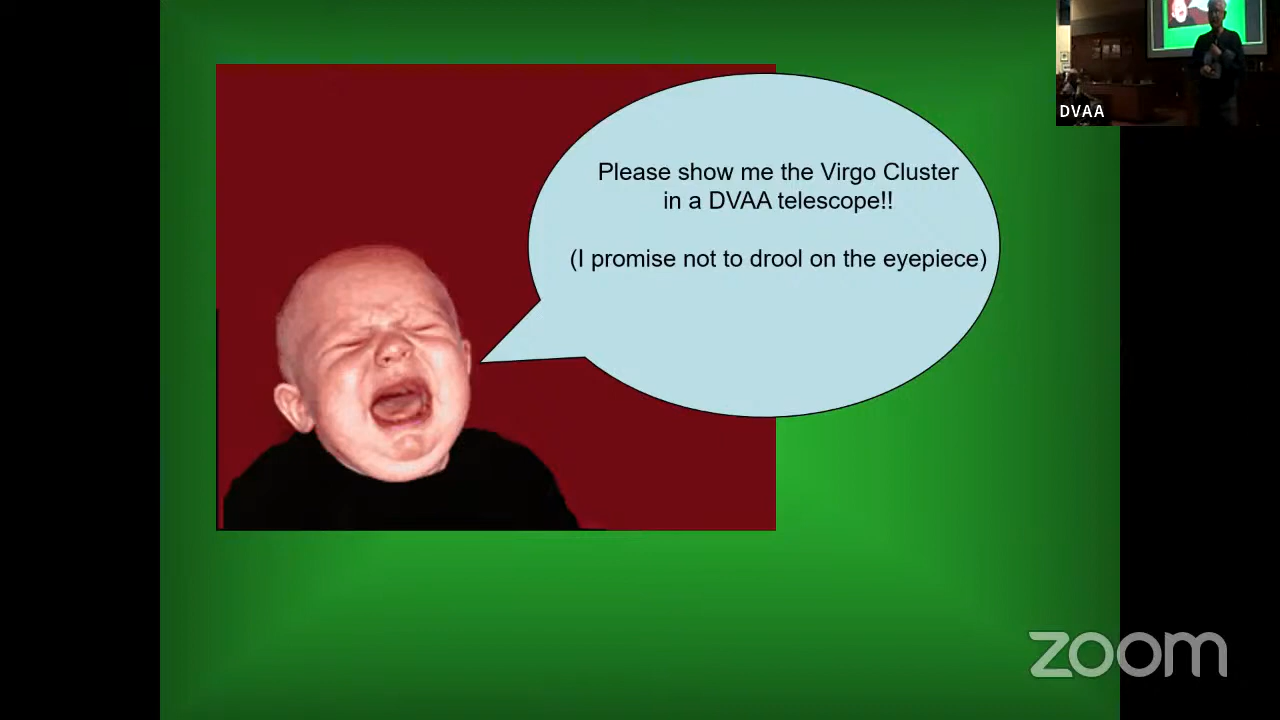 DVAA
Please show me the Virgo Cluster
in a DVAA telescope!!
(I promise not to drool on the eyepiece)
zoom